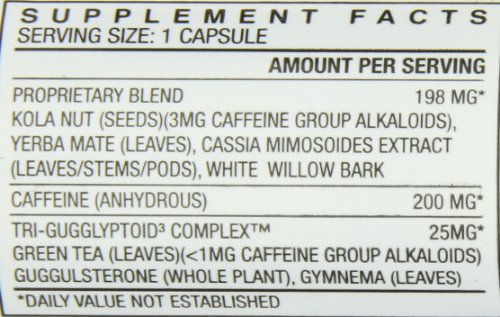 SUPPLEMENT FACTS
SERVING SIZE: 1 CAPSULE
AMOUNT PER SERVING
PROPRIETARY BLEND 198 MG*
KOLA NUT (SEEDS)(3MG CAFFEINE GROUP ALKALOIDS),
YERBA MATE (LEAVES), CASSIA MIMOSOIDES EXTRACT
(LEAVES/STEMS/PODS), WHITE WILLOW BARK
CAFFEINE (ANHYDROUS) 200 MG*
TRI-GUGGLYPTOID³ COMPLEX™ 25MG*
GREEN TEA (LEAVES)(<1MG CAFFEINE GROUP ALKALOIDS)
GUGGULSTERONE (WHOLE PLANT), GYMNEMA (LEAVES)
*DAILY VALUE NOT ESTABLISHED